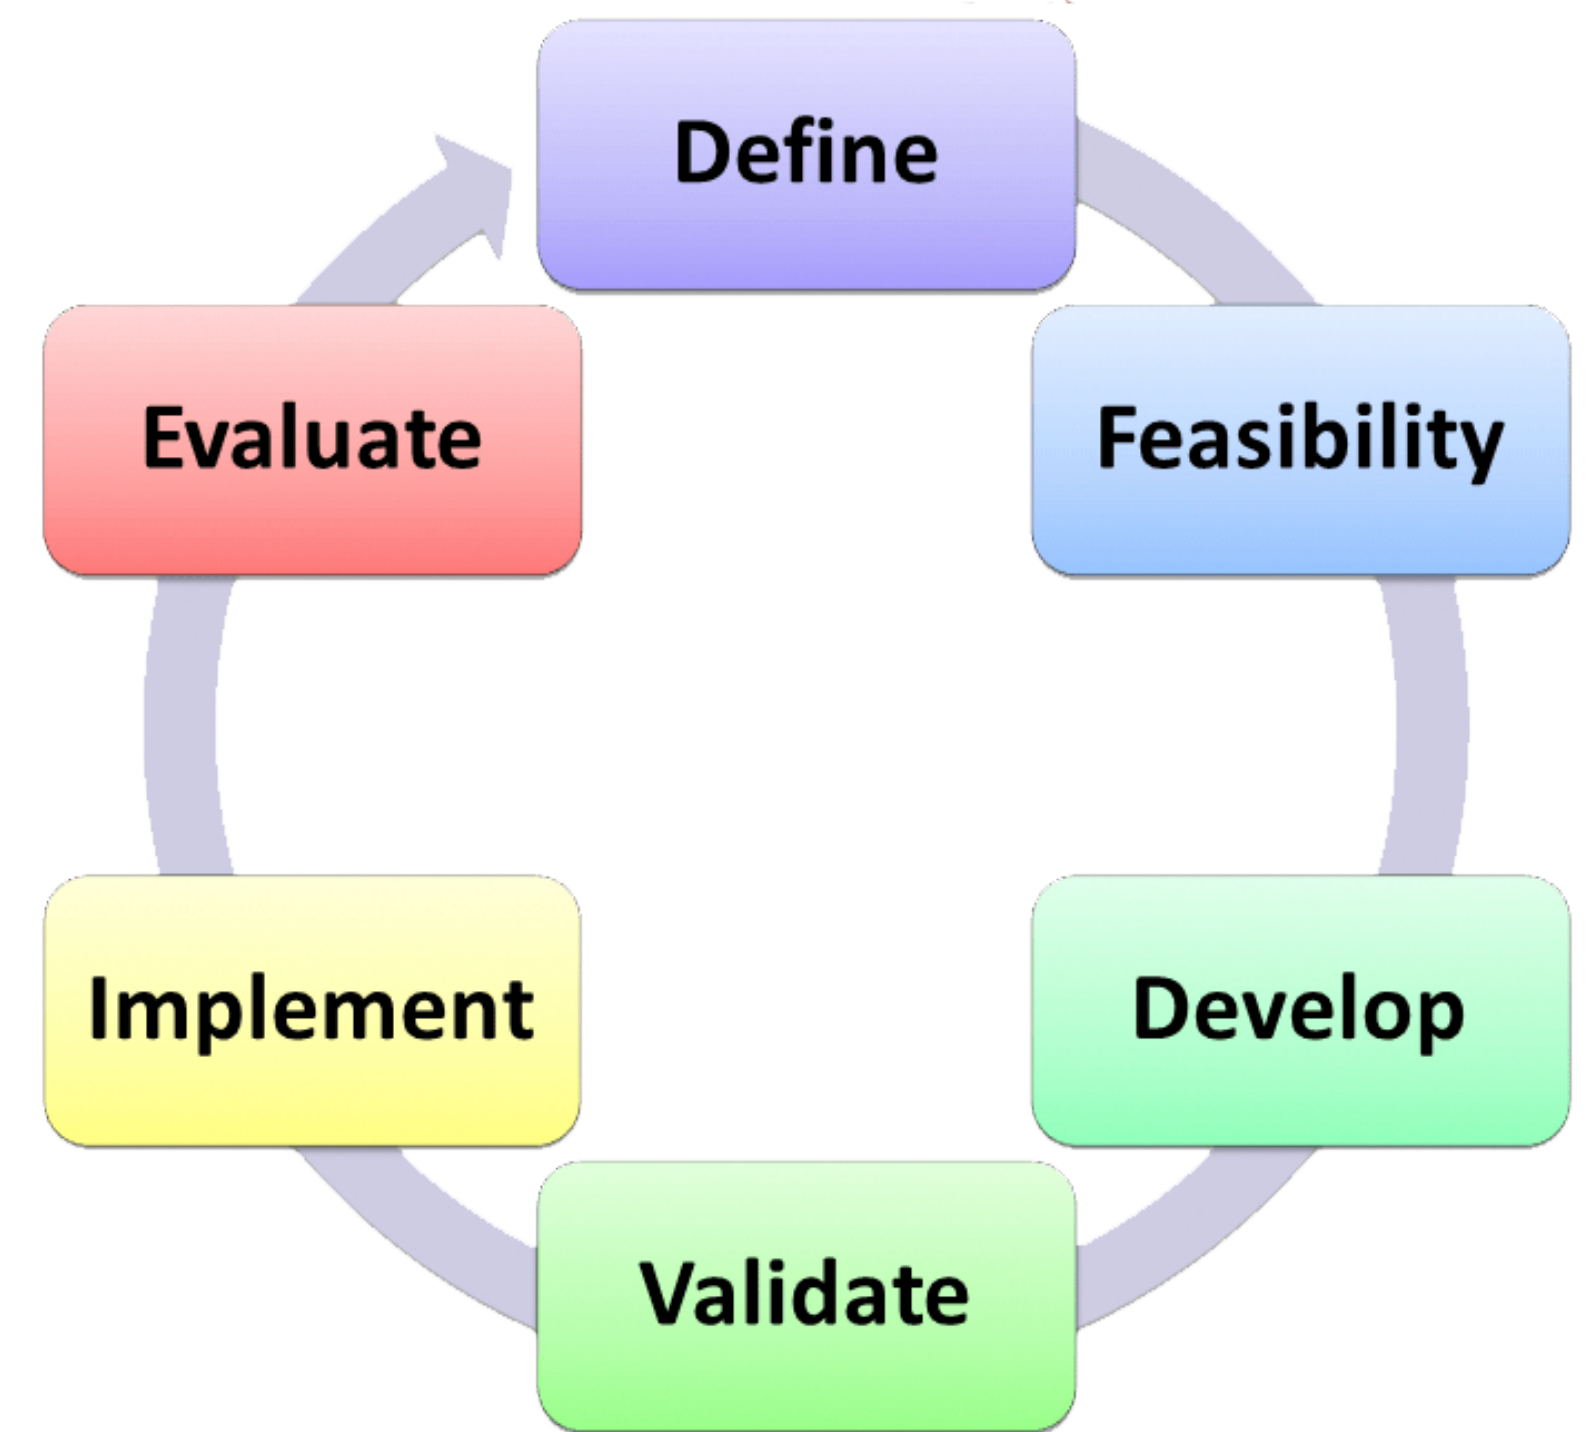 Define
Feasibility
Develop
Validate
Implement
Evaluate